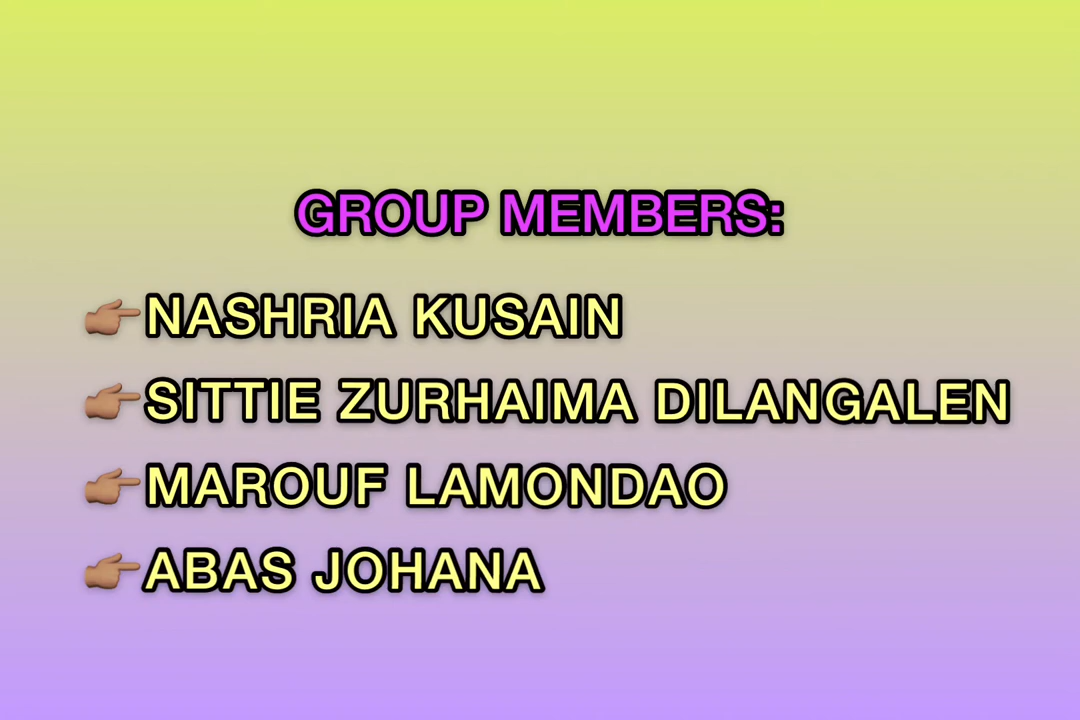 GROUP MEMBERS:
👉🏽NASHRIA KUSAIN
👉🏽SITTIE ZURHAIMA DILANGALEN
👉🏽MAROUF LAMONDAO
👉🏽ABAS JOHANA